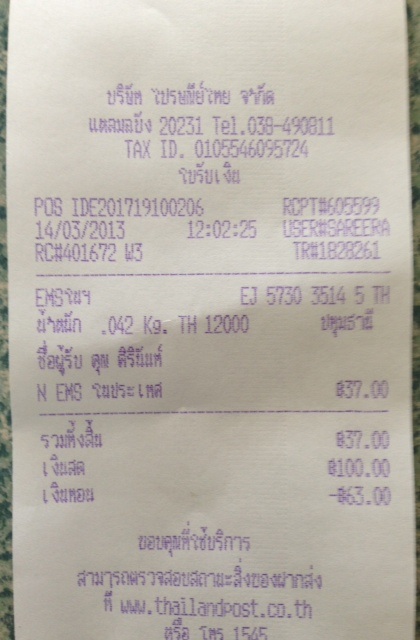 บริษัท ไปรษณีย์ไทย จำกัด
แหลมฉบัง 20231 Tel.038-490811
TAX ID. 0105546095724
ใบรับเงิน
POS IDE201719100206 RCPT#605599
14/03/2013 12:02:25 USER#SAREERA
RC#401672 W3 TR#1828261
EMSในฯ EJ 5730 3514 5 TH
น้ำหนัก .042 Kg. TH 12000 ปทุมธานี
ชื่อผู้รับ คุณ ศิรินันท์
N EMS ในประเทศ ฿37.00
รวมทั้งสิ้น ฿37.00
เงินสด ฿100.00
เงินทอน -฿63.00
ขอบคุณที่ใช้บริการ
สามารถตรวจสอบสถานะสิ่งของฝากส่ง
ที่ www.thailandpost.co.th
หรือ โทร 1545